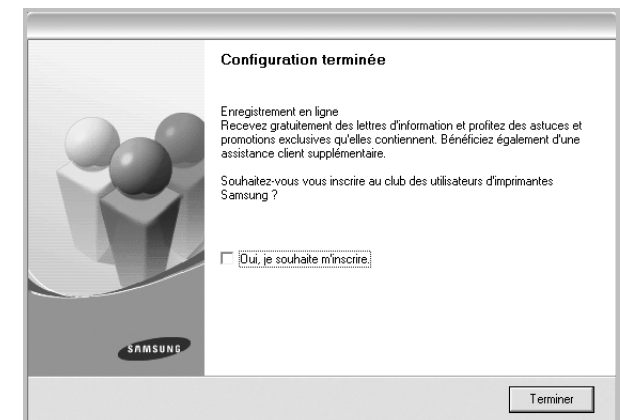 Configuration terminée
Enregistrement en ligne
Recevez gratuitement des lettres d'information et profitez des astuces et
promotions exclusives qu'elles contiennent. Bénéficiez également d'une
assistance client supplémentaire.
Souhaitez-vous vous inscrire au club des utilisateurs d'imprimantes
Samsung ?
Oui, je souhaite m'inscrire.
SAMSUNG
Terminer